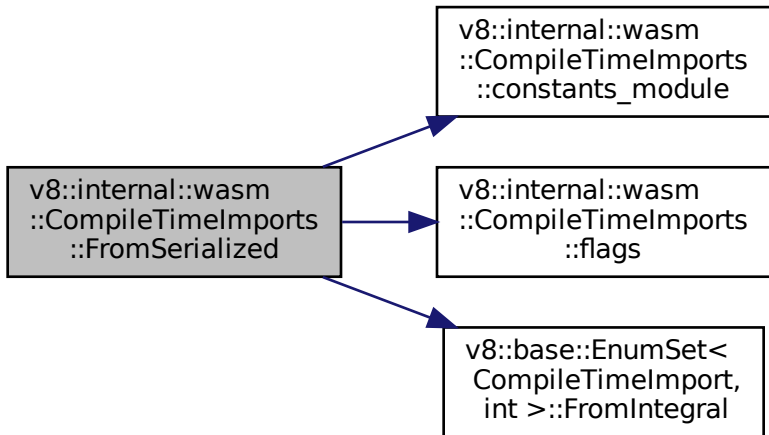 v8::internal::wasm
::CompileTimeImports
::FromSerialized
v8::internal::wasm
::CompileTimeImports
::constants_module
v8::internal::wasm
::CompileTimeImports
::flags
v8::base::EnumSet<
CompileTimeImport,
int >::FromIntegral